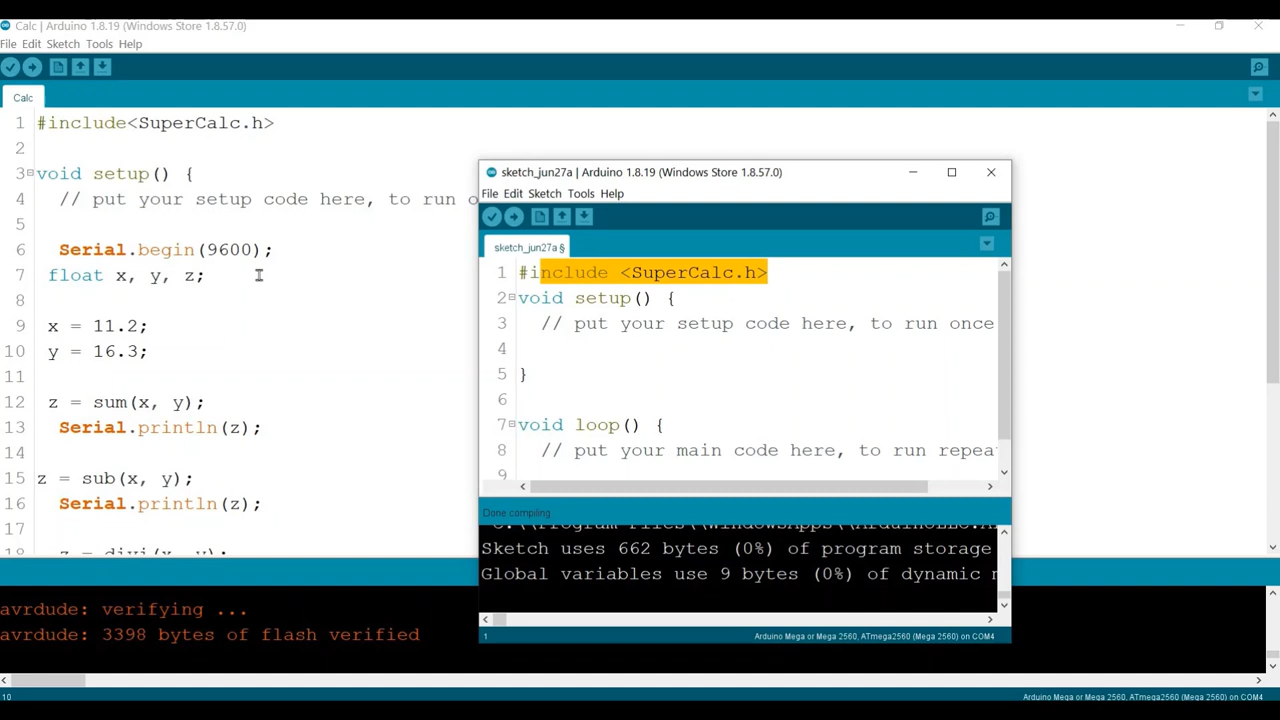 Calc | Arduino 1.8.19 (Windows Store 1.8.57.0)
File Edit Sketch Tools Help
Calc
1 #include<SuperCalc.h>
2
3 void setup() {
4 // put your setup code here, to run o
5
6 Serial.begin(9600);
7 float x, y, z;
8
9 x = 11.2;
10 y = 16.3;
11
12 z = sum(x, y);
13 Serial.println(z);
14
15 z = sub(x, y);
16 Serial.println(z);
17
18 z = divi(x, y);
avrdude: verifying ...
avrdude: 3398 bytes of flash verified
10
Arduino Mega or Mega 2560, ATmega2560 (Mega 2560) on COM4
sketch_jun27a | Arduino 1.8.19 (Windows Store 1.8.57.0)
File Edit Sketch Tools Help
sketch_jun27a §
1 #include <SuperCalc.h>
2 void setup() {
3 // put your setup code here, to run once
4
5 }
6
7 void loop() {
8 // put your main code here, to run repea
9
Done compiling
Sketch uses 662 bytes (0%) of program storage
Global variables use 9 bytes (0%) of dynamic
1
Arduino Mega or Mega 2560, ATmega2560 (Mega 2560) on COM4